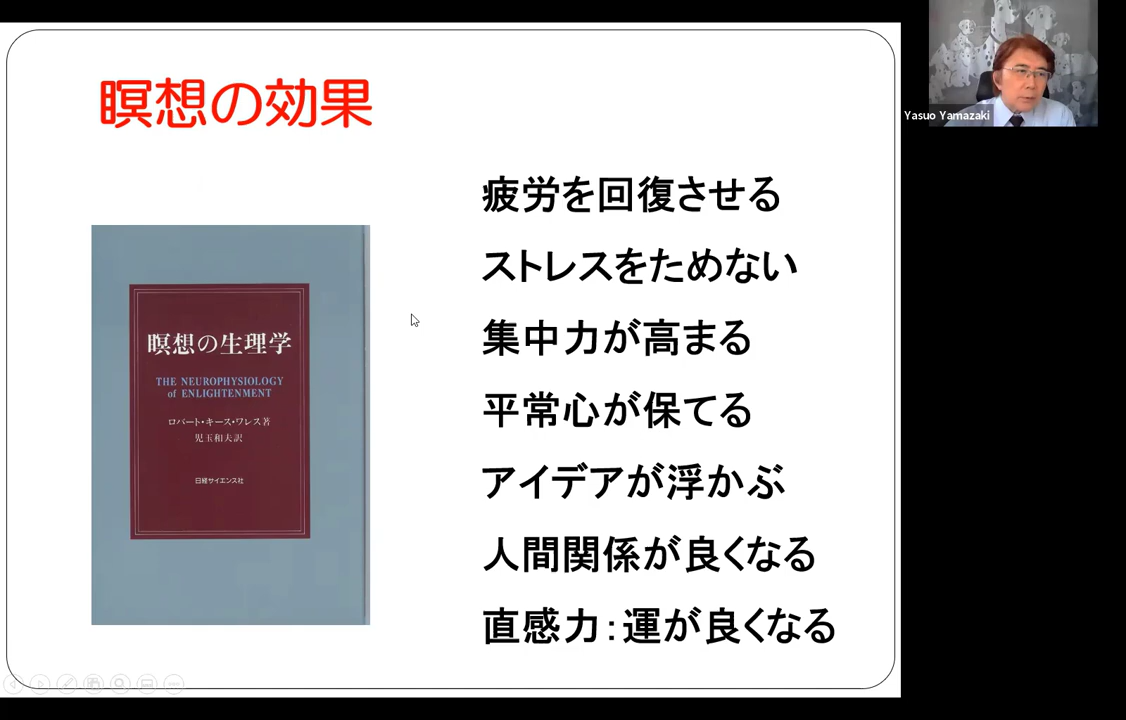 瞑想の効果
Yasuo Yamazaki
疲労を回復させる
ストレスをためない
集中力が高まる
平常心が保てる
アイデアが浮かぶ
人間関係が良くなる
直感力：運が良くなる
瞑想の生理学
THE NEUROPHYSIOLOGY
of ENLIGHTENMENT
ロバート・キース・ワレス著
児玉和夫訳
日経サイエンス社